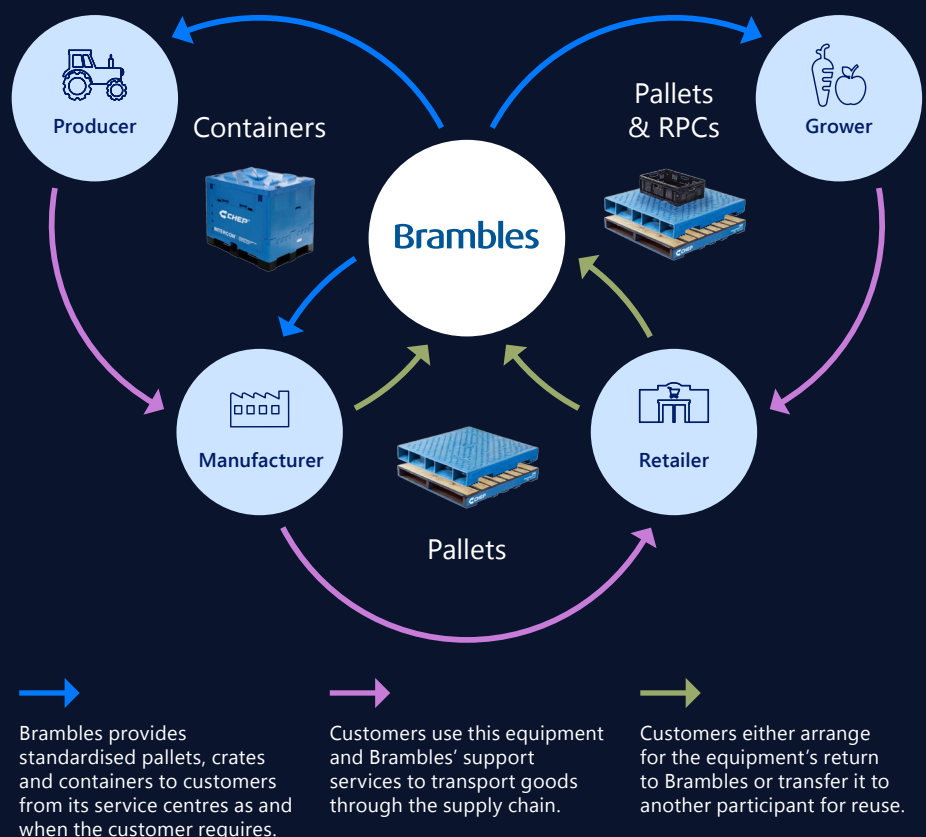 Producer
Containers
CHEP
INTERCON
Brambles
Pallets
& RPCs
Grower
Manufacturer
CHEP
Pallets
Retailer
Brambles provides
standardised pallets, crates
and containers to customers
from its service centres as and
when the customer requires.
Customers use this equipment
and Brambles' support
services to transport goods
through the supply chain.
Customers either arrange
for the equipment's return
to Brambles or transfer it to
another participant for reuse.